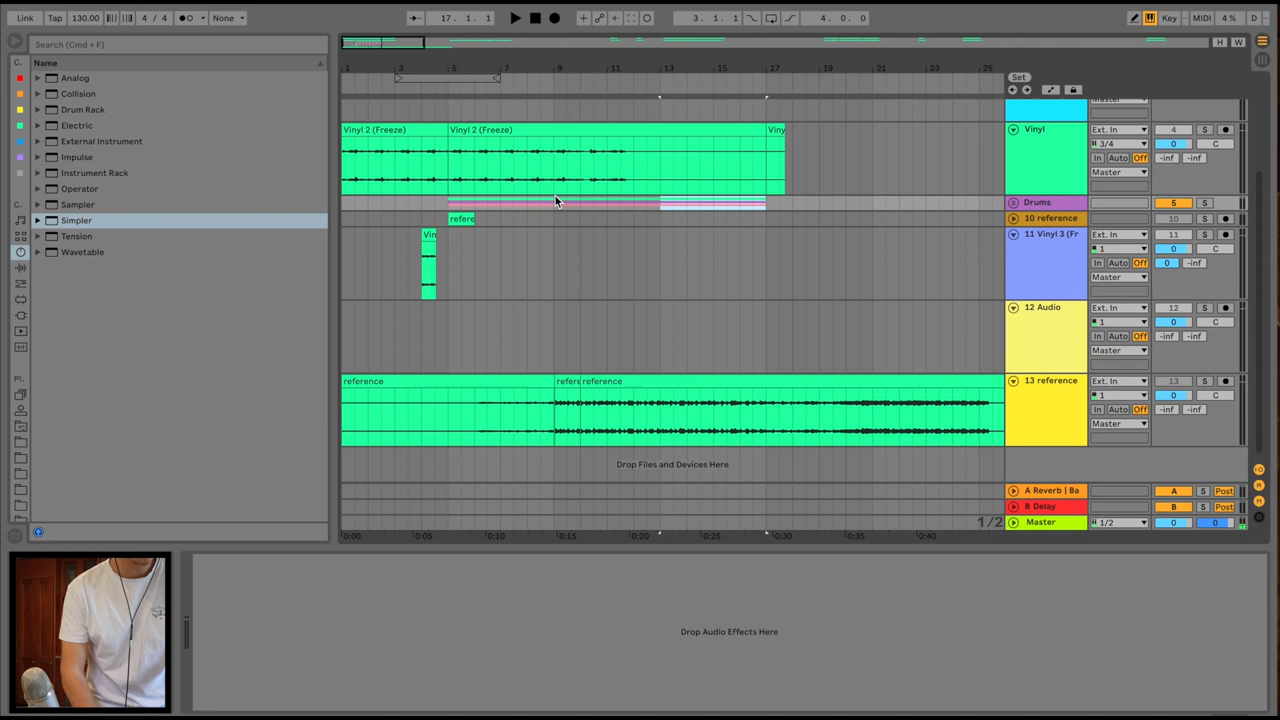 Link Tap 130.00 4 / 4 None 17. 1. 1 3. 1. 1 4. 0. 0 Key MIDI 4 % D
Search (Cmd + F)
H W
C. Name
1 3 5 7 9 11 13 15 17 19 21 23 25
Set
Analog
Collision
Drum Rack
Electric
External Instrument
Impulse
Instrument Rack
Operator
C. Sampler
Simpler
Tension
Wavetable
Pl.
Master
Vinyl 2 (Freeze) Vinyl 2 (Freeze) Viny
Vinyl Ext. In 4 S
3/4 0 C
In Auto Off -inf -inf
Master
Drums 5 S
refere
10 reference 10 S
Vin
11 Vinyl 3 (Fr Ext. In 11 S
1 0 C
In Auto Off 0 -inf
Master
12 Audio Ext. In 12 S
1 0 C
In Auto Off -inf -inf
Master
reference refere reference
13 reference Ext. In 13 S
1 0 C
In Auto Off -inf -inf
Master
Drop Files and Devices Here
A Reverb | Ba A S Post
B Delay B S Post
1/2 Master 1/2 0 0
0:00 0:05 0:10 0:15 0:20 0:25 0:30 0:35 0:40
Drop Audio Effects Here